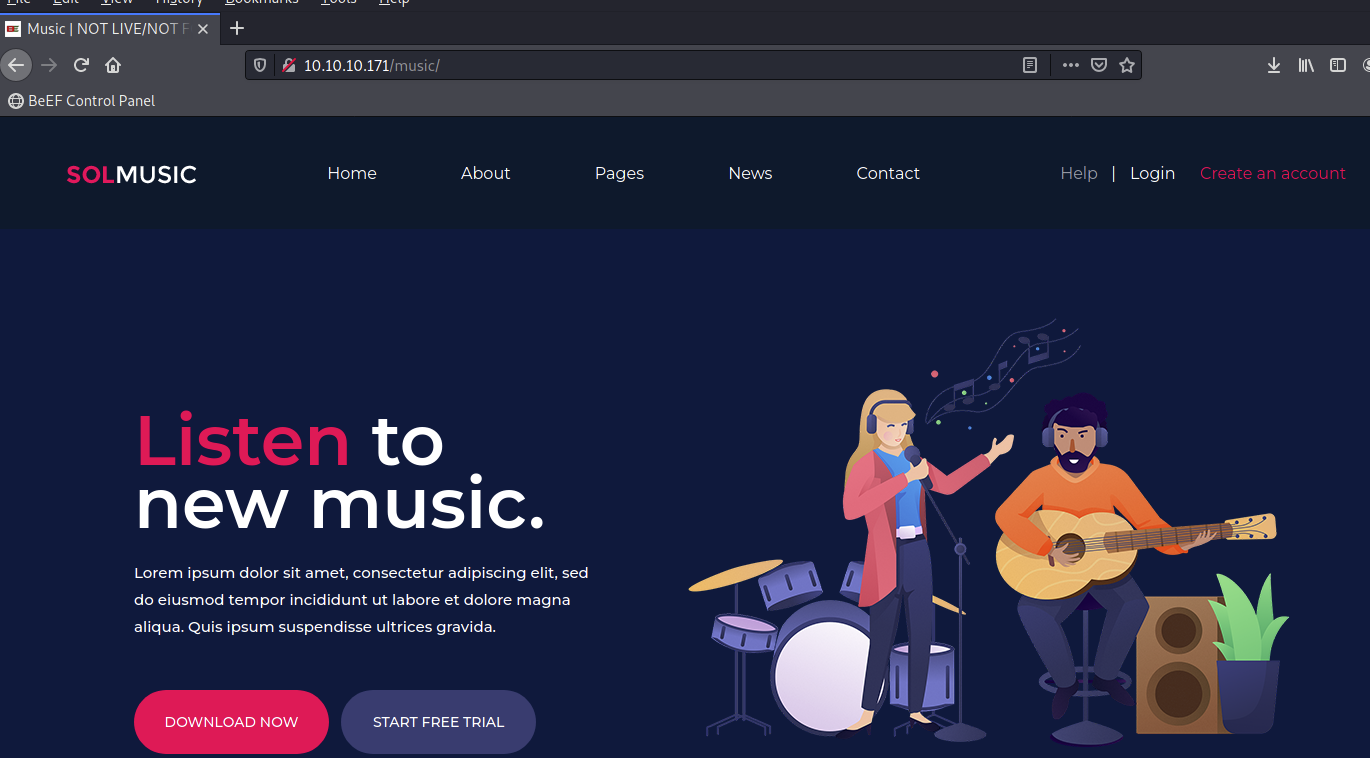 File Edit View History Bookmarks Tools Help
Music | NOT LIVE/NOT F
10.10.10.171/music/
BeEF Control Panel
SOLMUSIC Home About Pages News Contact Help | Login Create an account
Listen to
new music.
Lorem ipsum dolor sit amet, consectetur adipiscing elit, sed
do eiusmod tempor incididunt ut labore et dolore magna
aliqua. Quis ipsum suspendisse ultrices gravida.
DOWNLOAD NOW START FREE TRIAL